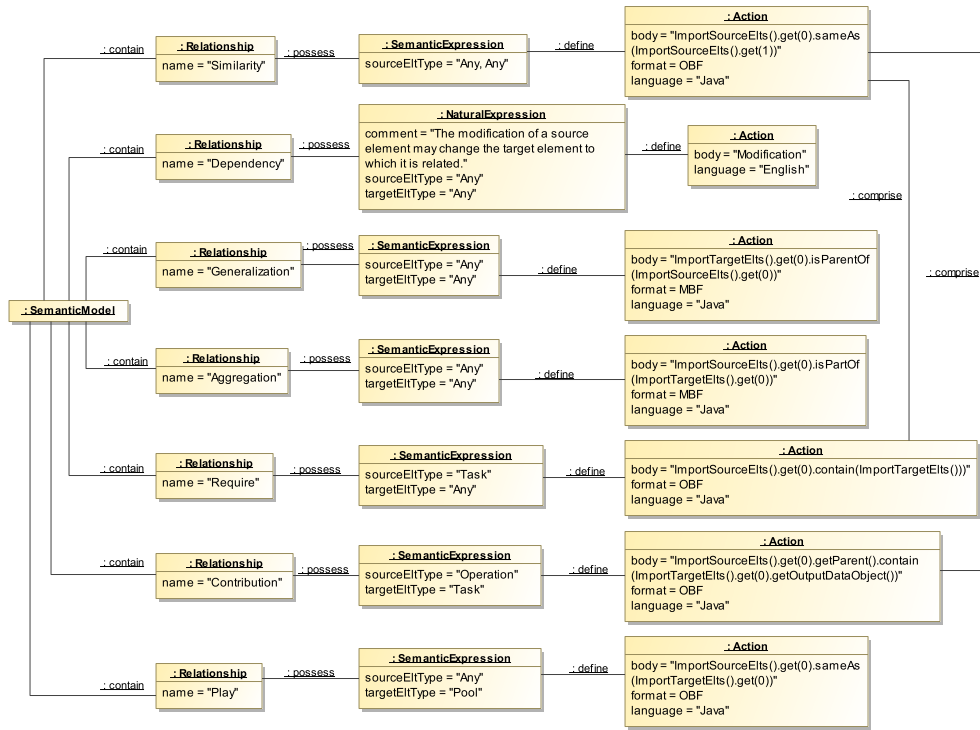 : Action
body = "ImportSourceElts().get(0).sameAs
(ImportSourceElts().get(1))"
format = OBF
language = "Java"
: contain
: Relationship
name = "Similarity"
: possess
: SemanticExpression
sourceEltType = "Any, Any"
: define
: NaturalExpression
comment = "The modification of a source
element may change the target element to
which it is related."
sourceEltType = "Any"
targetEltType = "Any"
: contain
: Relationship
name = "Dependency"
: possess
: define
: Action
body = "Modification"
language = "English"
: comprise
: contain
: Relationship
name = "Generalization"
: possess
: SemanticExpression
sourceEltType = "Any"
targetEltType = "Any"
: define
: Action
body = "ImportTargetElts().get(0).isParentOf
(ImportSourceElts().get(0))"
format = MBF
language = "Java"
: comprise
: SemanticModel
: contain
: Relationship
name = "Aggregation"
: possess
: SemanticExpression
sourceEltType = "Any"
targetEltType = "Any"
: define
: Action
body = "ImportSourceElts().get(0).isPartOf
(ImportTargetElts().get(0))"
format = MBF
language = "Java"
: contain
: Relationship
name = "Require"
: possess
: SemanticExpression
sourceEltType = "Task"
targetEltType = "Any"
: define
: Action
body = "ImportSourceElts().get(0).contain(ImportTargetElts()))"
format = OBF
language = "Java"
: contain
: Relationship
name = "Contribution"
: possess
: SemanticExpression
sourceEltType = "Operation"
targetEltType = "Task"
: define
: Action
body = "ImportSourceElts().get(0).getParent().contain
(ImportTargetElts().get(0).getOutputDataObject())"
format = OBF
language = "Java"
: contain
: Relationship
name = "Play"
: possess
: SemanticExpression
sourceEltType = "Any"
targetEltType = "Pool"
: define
: Action
body = "ImportSourceElts().get(0).sameAs
(ImportTargetElts().get(0))"
format = OBF
language = "Java"